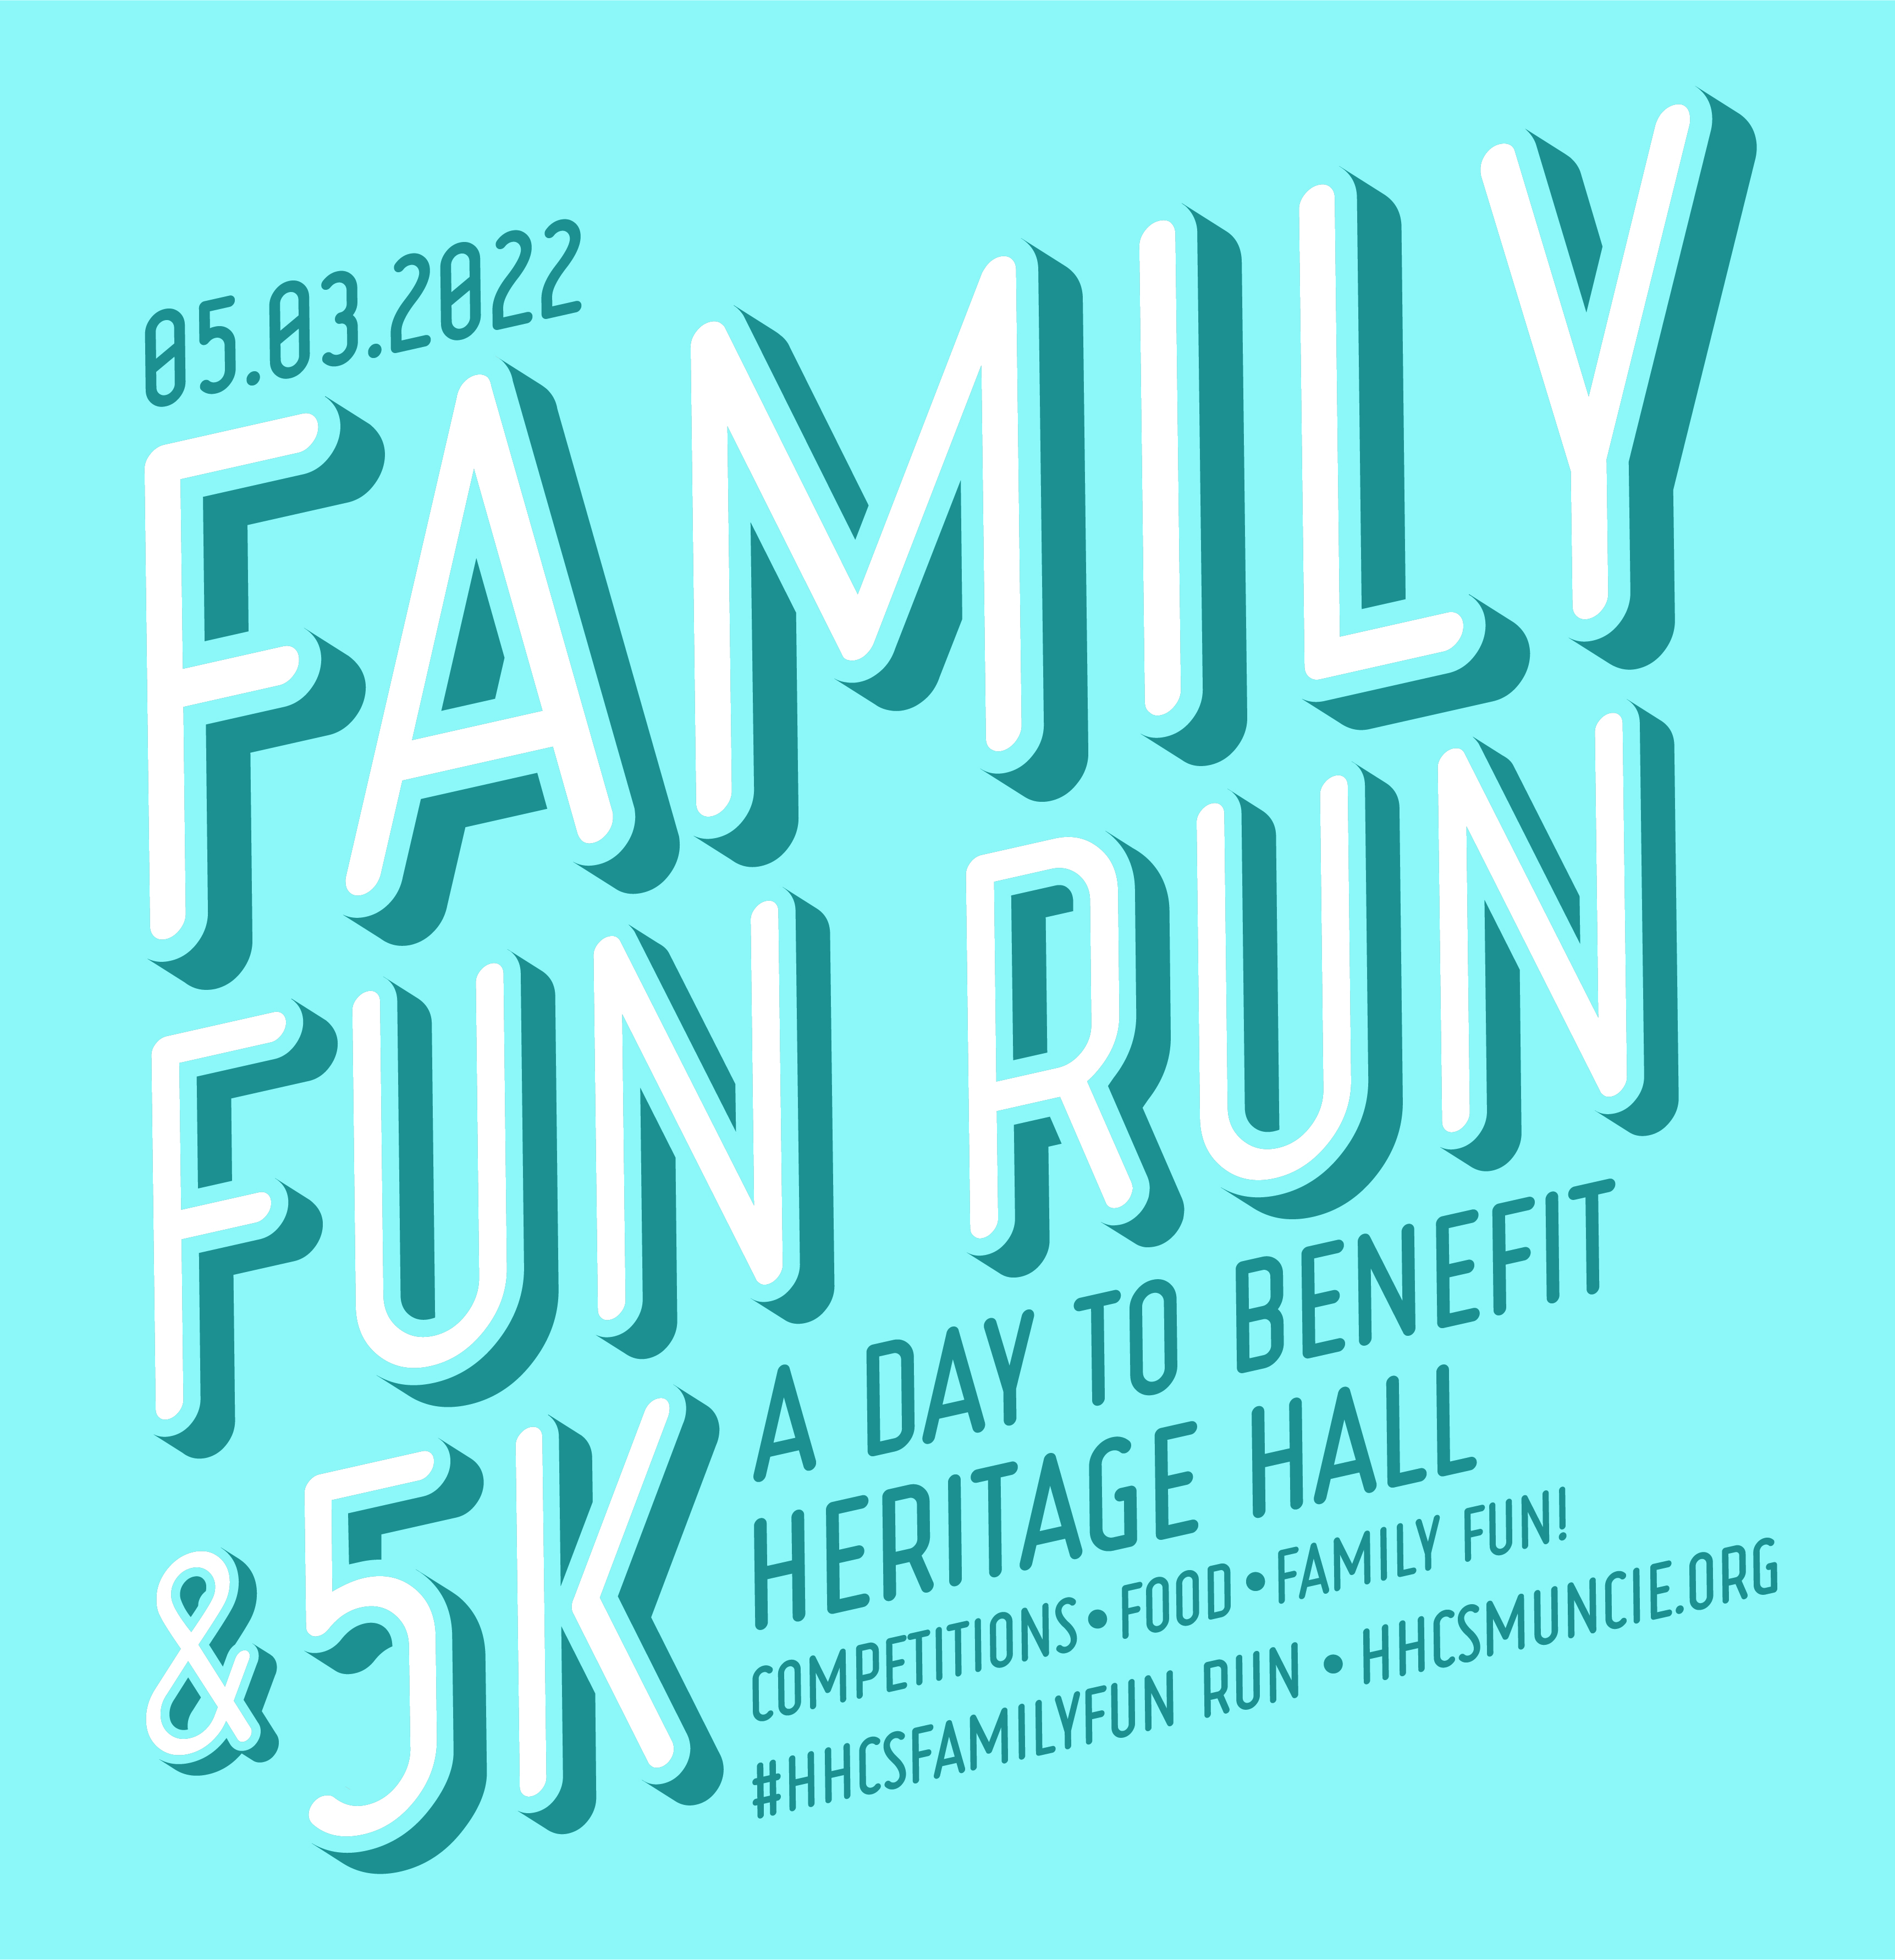 05.03.2022
FAMILY
FUN RUN
& 5K
A DAY TO BENEFIT
HERITAGE HALL
COMPETITIONS • FOOD • FAMILY FUN!
#HHCSFAMILYFUN RUN • HHCSMUNCIE.ORG